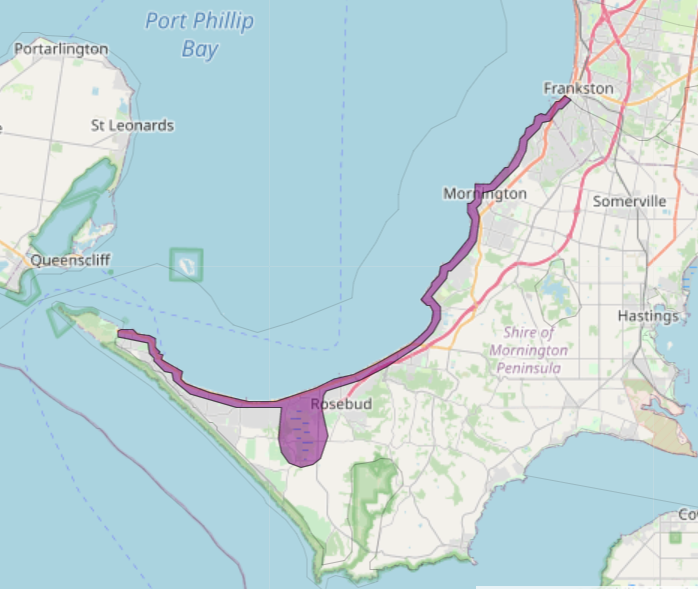 Port Phillip
Bay
Portarlington
Frankston
St Leonards
Mornington
Somerville
Queenscliff
Hastings
Shire of
Mornington
Peninsula
Rosebud